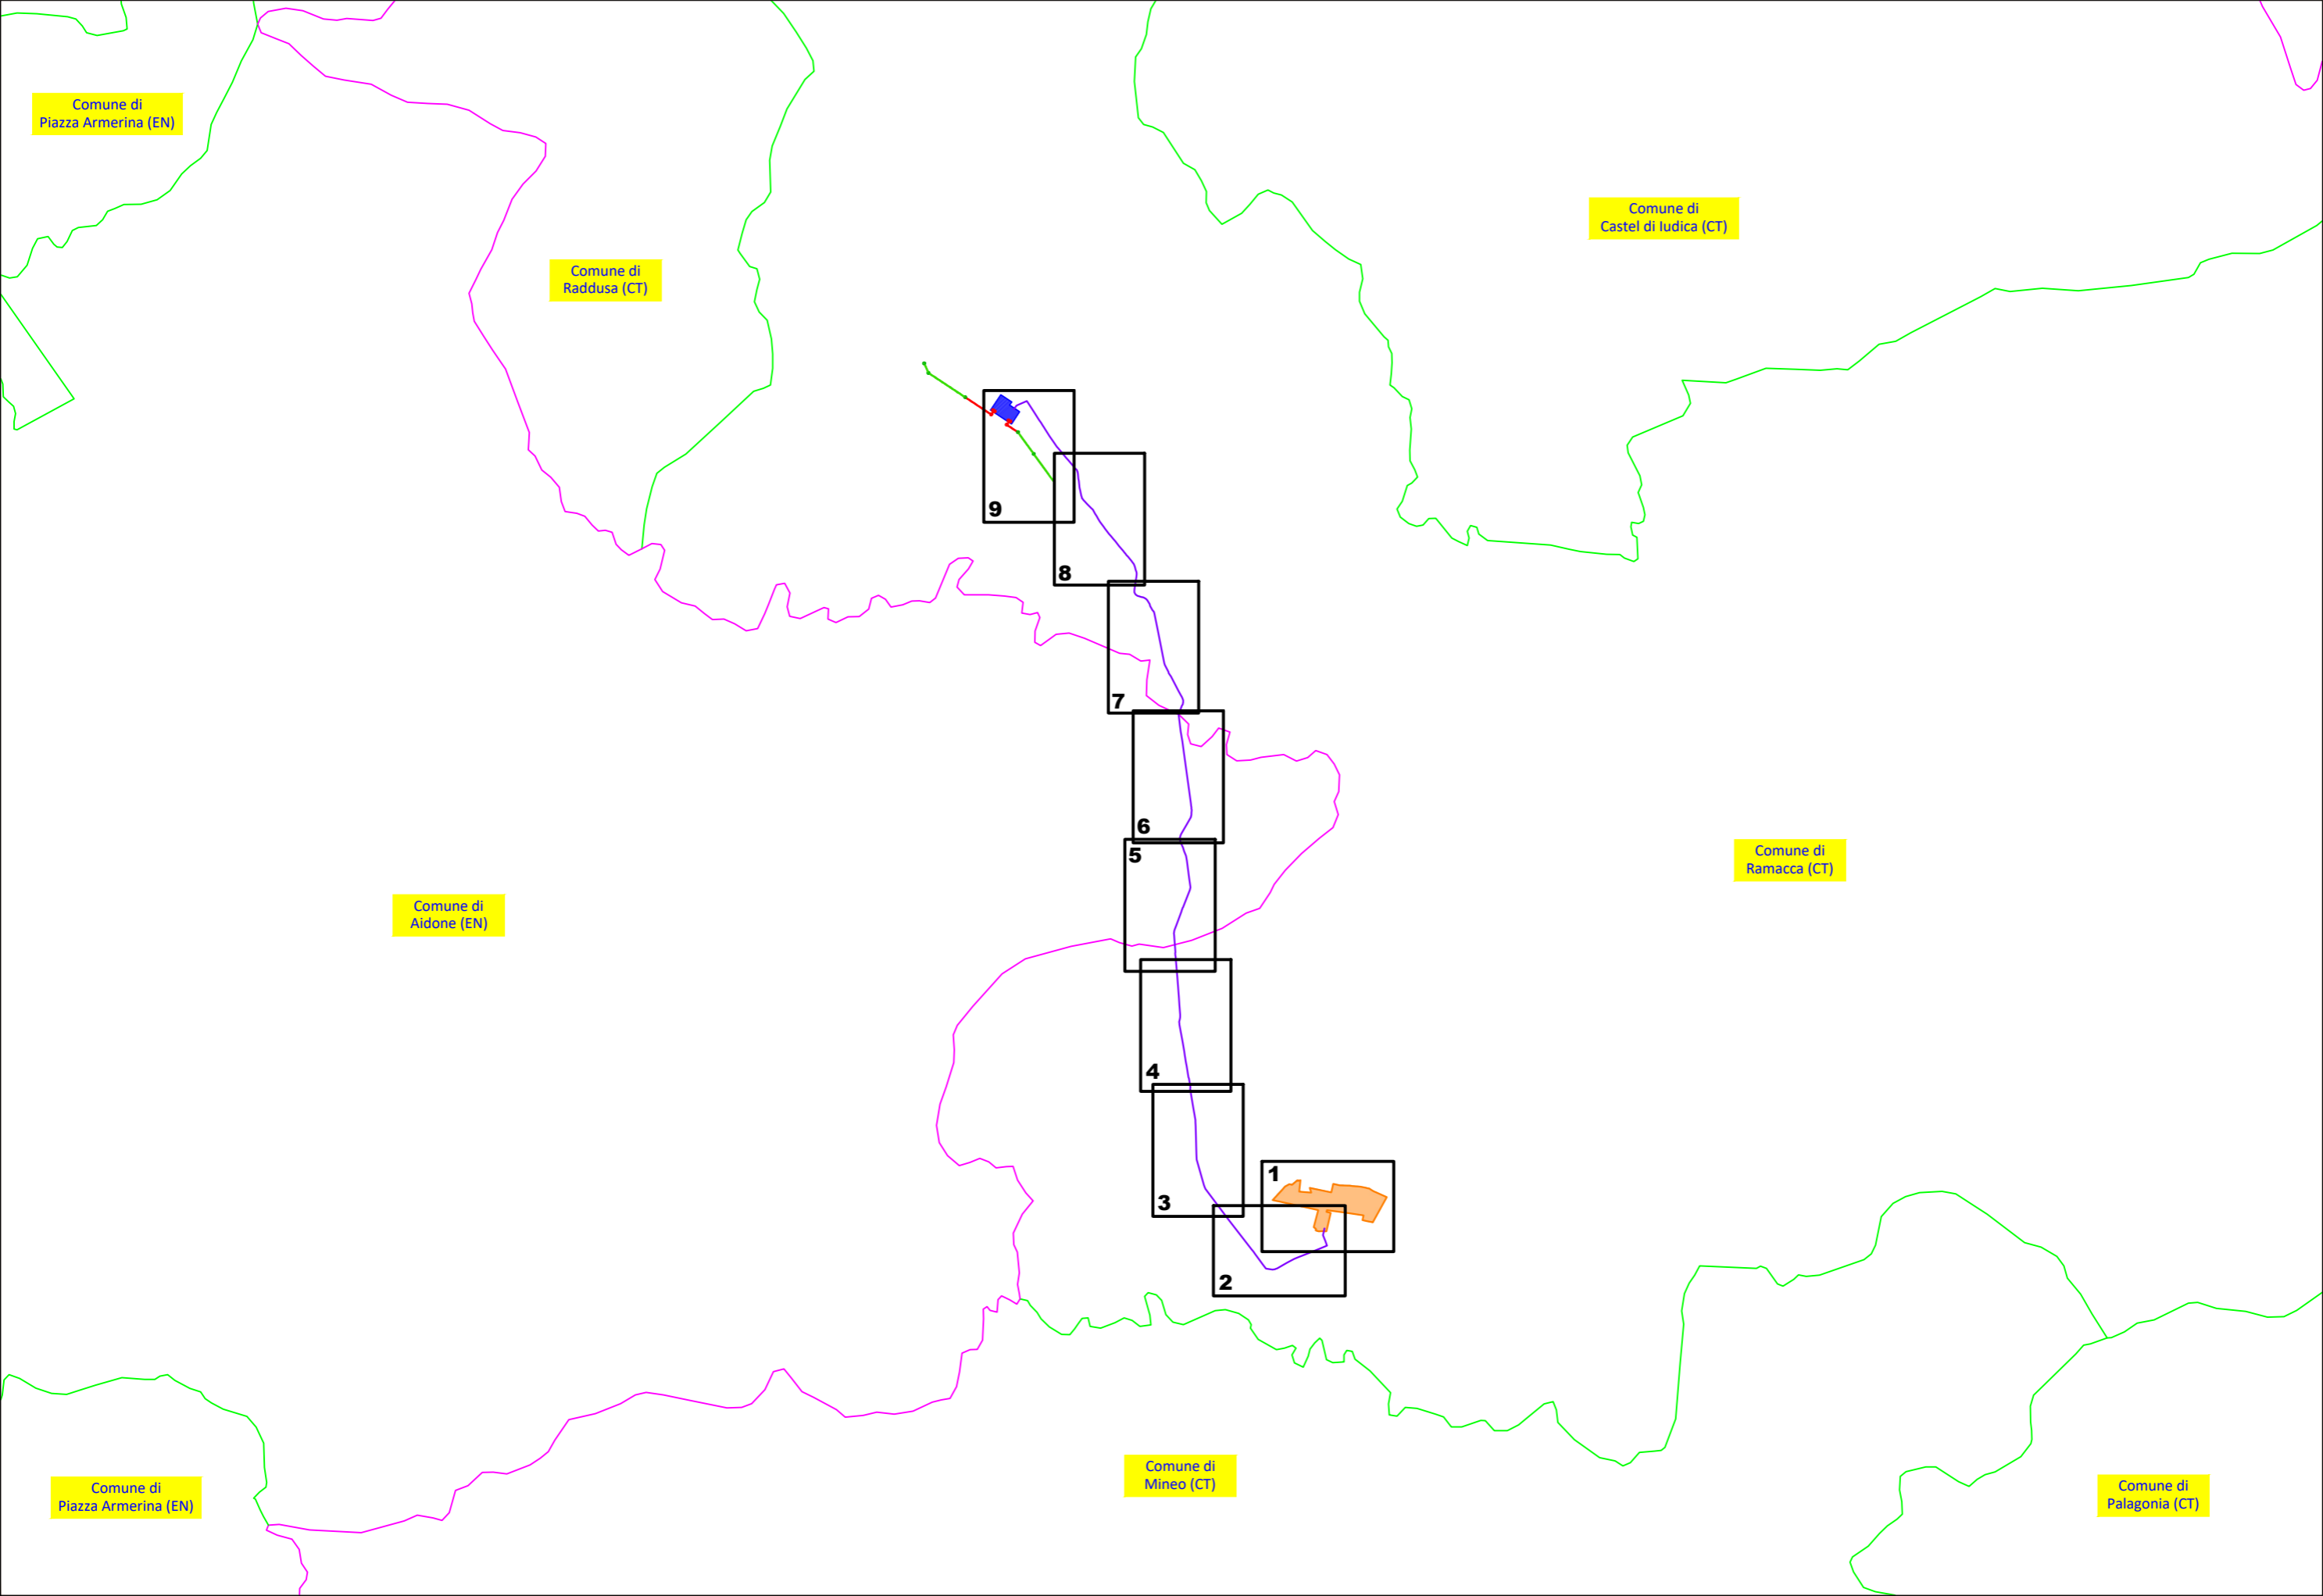 Comune di
Piazza Armerina (EN)
Comune di
Castel di Iudica (CT)
Comune di
Raddusa (CT)
9
8
7
6
5
Comune di
Ramacca (CT)
Comune di
Aidone (EN)
4
1
3
2
Comune di
Mineo (CT)
Comune di
Piazza Armerina (EN)
Comune di
Palagonia (CT)